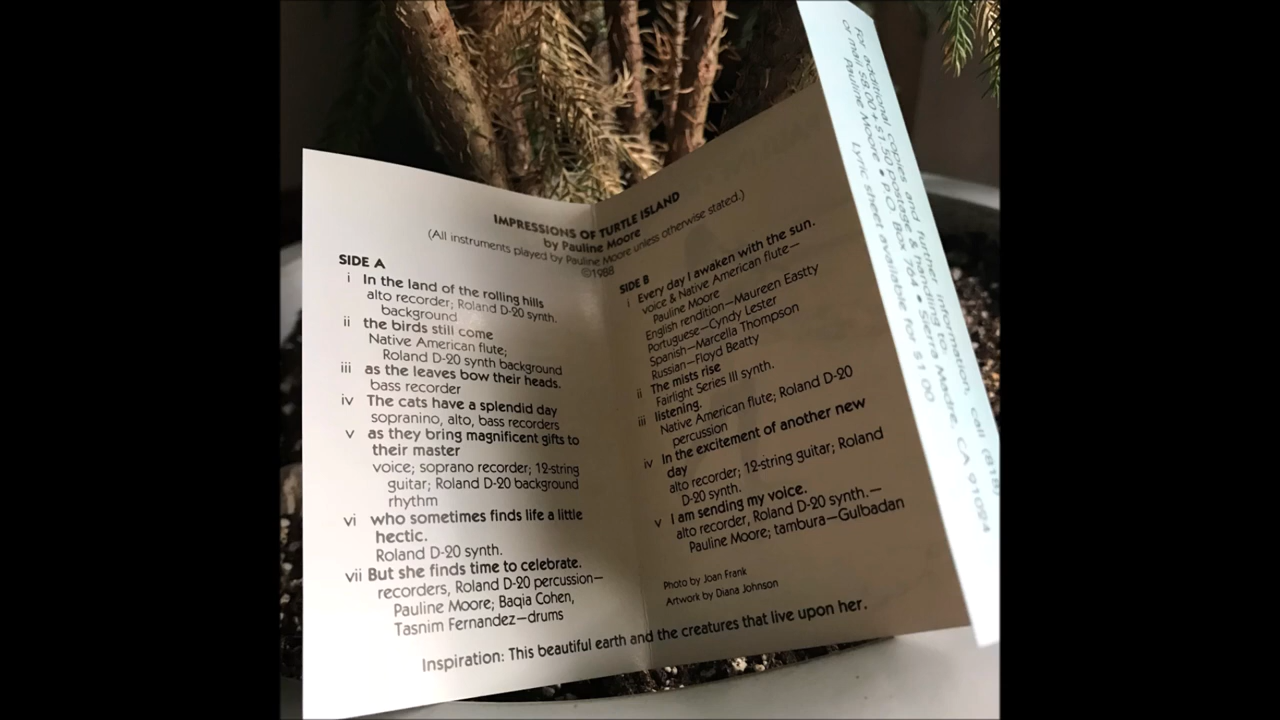 IMPRESSIONS OF TURTLE ISLAND
by Pauline Moore
(All instruments played by Pauline Moore unless otherwise stated.)
©1988
SIDE A
i In the land of the rolling hills
alto recorder; Roland D-20 synth.
background
ii the birds still come
Native American flute;
Roland D-20 synth background
iii as the leaves bow their heads.
bass recorder
iv The cats have a splendid day
sopranino, alto, bass recorders
v as they bring magnificent gifts to
their master
voice; soprano recorder; 12-string
guitar; Roland D-20 background
rhythm
vi who sometimes finds life a little
hectic.
Roland D-20 synth.
vii But she finds time to celebrate.
recorders, Roland D-20 percussion—
Pauline Moore; Baqia Cohen,
Tasnim Fernandez—drums
SIDE B
i Every day I awaken with the sun.
voice & Native American flute—
Pauline Moore
English rendition—Maureen Eastty
Portuguese—Cyndy Lester
Spanish—Marcella Thompson
Russian—Floyd Beatty
ii The mists rise
Fairlight Series III synth.
iii listening.
Native American flute; Roland D-20
percussion
iv In the excitement of another new
day
alto recorder; 12-string guitar; Roland
D-20 synth.
v I am sending my voice.
alto recorder, Roland D-20 synth.—
Pauline Moore; tambura—Gulbadan
Photo by Joan Frank
Artwork by Diana Johnson
Inspiration: This beautiful earth and the creatures that live upon her.
For additional copies and further information, call (818)
or mail $8.00 + $1.50 postage & handling to:
Pauline Moore • P.O. Box 764 • Sierra Madre, CA 91024
Lyric sheet available for $1.00